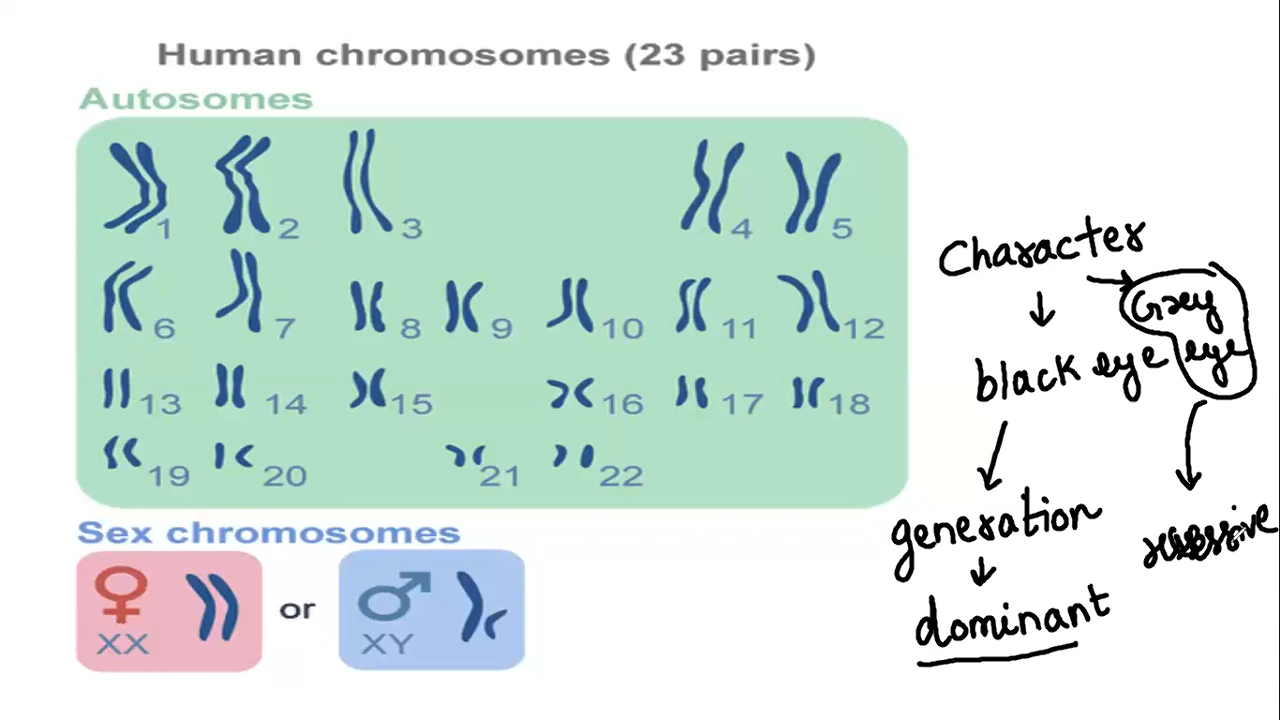 Human chromosomes (23 pairs)
Autosomes
1 2 3 4 5
6 7 8 9 10 11 12
13 14 15 16 17 18
19 20 21 22
Sex chromosomes
XX
or
XY
Character
Grey
black eye eye
generation
dominant